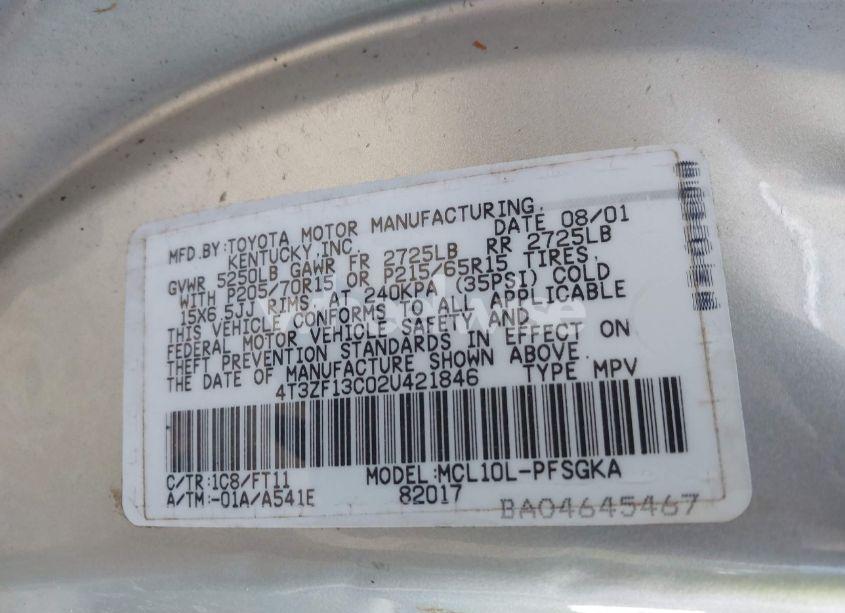 MFD.BY:TOYOTA MOTOR MANUFACTURING,
KENTUCKY,INC. DATE 08/01
GVWR 5250LB GAWR FR 2725LB RR 2725LB
WITH P205/70R15 OR P215/65R15 TIRES,
15X6.5JJ RIMS, AT 240KPA (35PSI) COLD
THIS VEHICLE CONFORMS TO ALL APPLICABLE
FEDERAL MOTOR VEHICLE SAFETY AND
THEFT PREVENTION STANDARDS IN EFFECT ON
THE DATE OF MANUFACTURE SHOWN ABOVE.
4T3ZF13C02U421846 TYPE MPV
C/TR:1C8/FT11 MODEL:MCL10L-PFSGKA
A/TM:-01A/A541E 82017
BA04645467